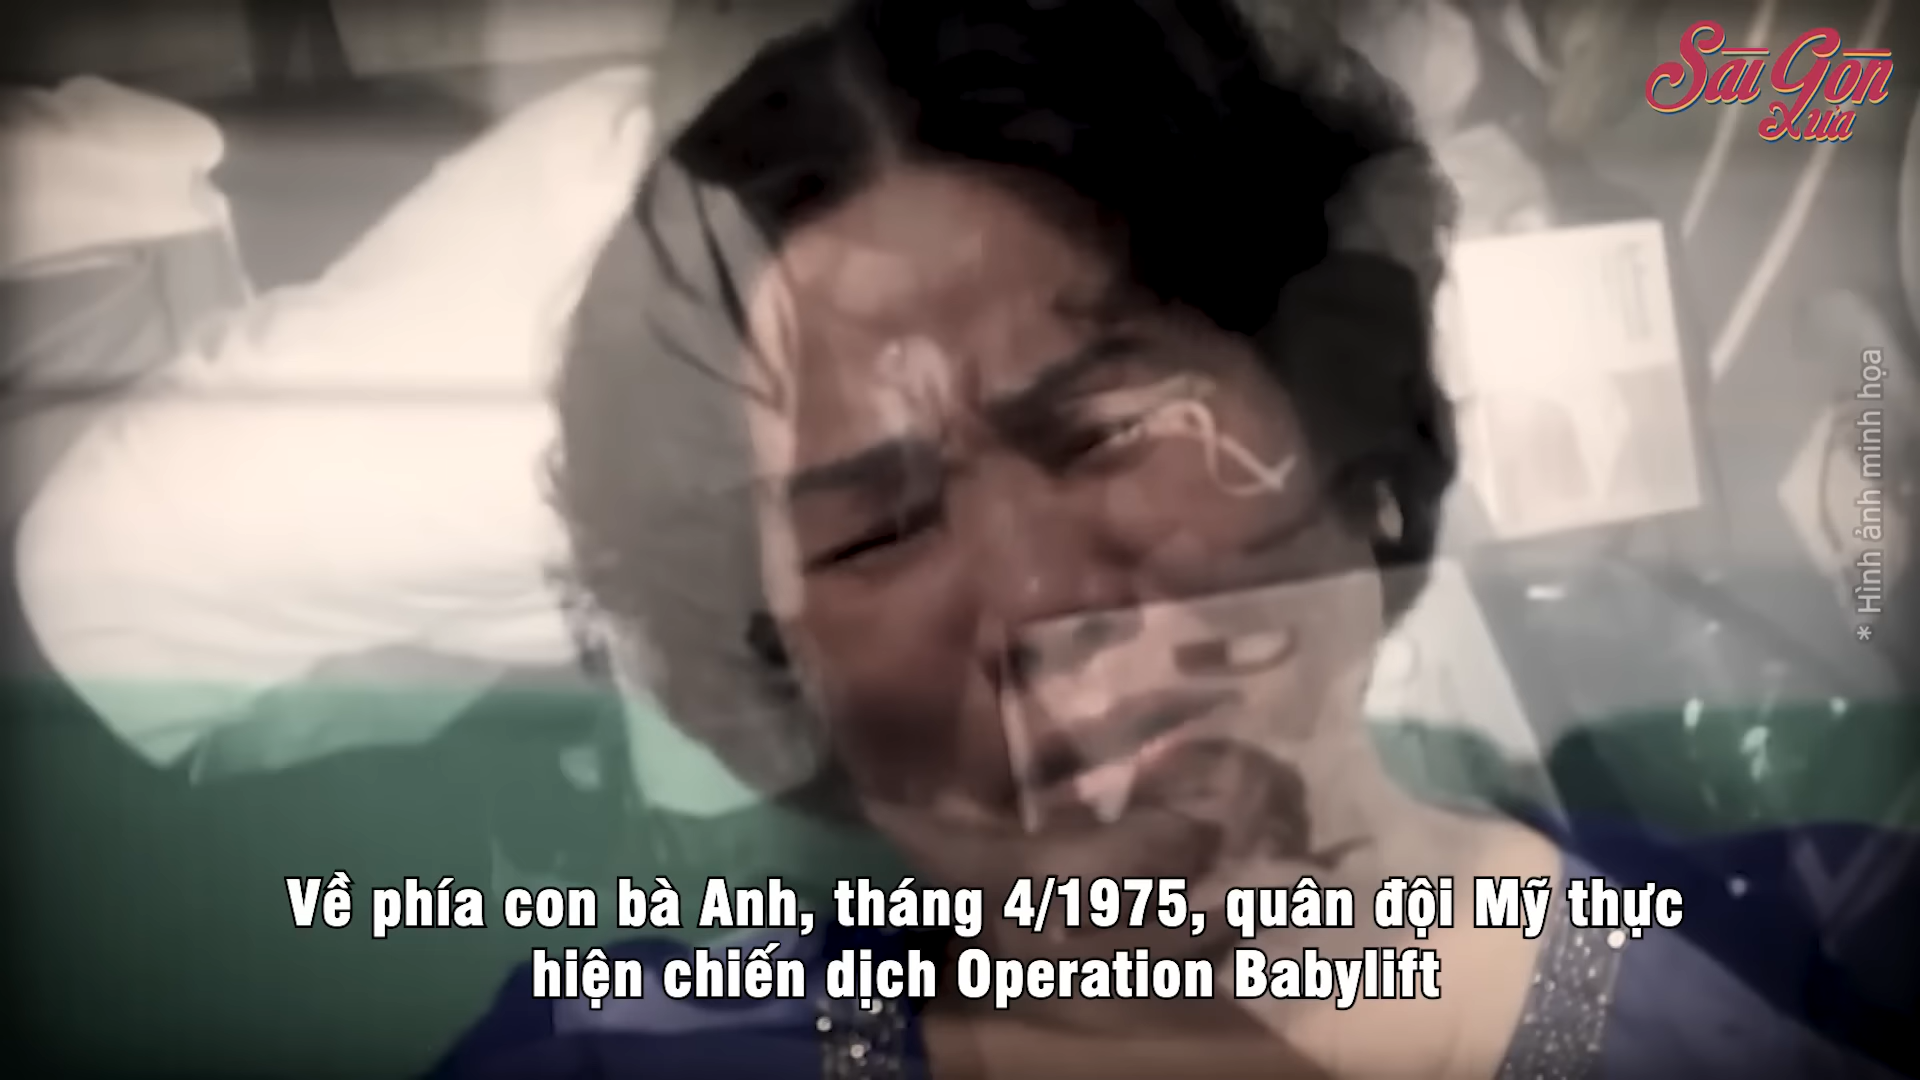 Sài Gòn
Xưa
* Hình ảnh minh họa
Về phía con bà Anh, tháng 4/1975, quân đội Mỹ thực
hiện chiến dịch Operation Babylift